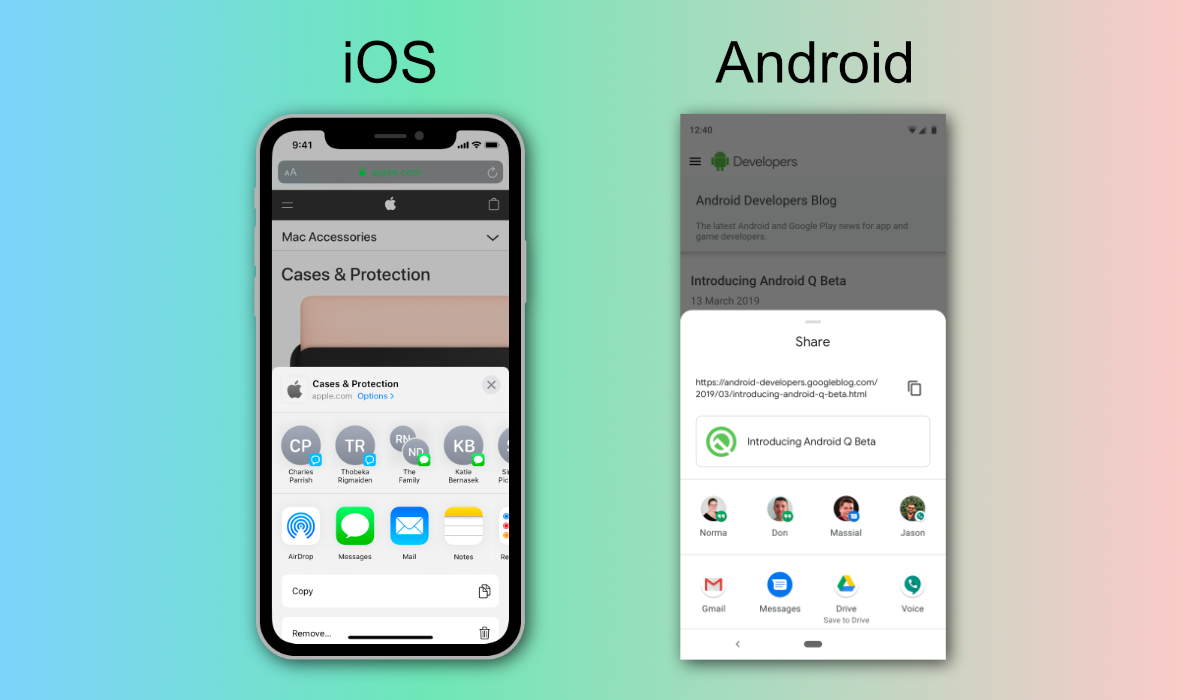 iOS
Android
9:41
AA
apple.com
Mac Accessories
Cases & Protection
Cases & Protection
apple.com Options >
CP
TR
RN
ND
KB
S
Charles
Parrish
Thobeka
Rigmaiden
The
Family
Katie
Bernasek
Si
Pic
AirDrop
Messages
Mail
Notes
Re
Copy
Remove...
12:40
Developers
Android Developers Blog
The latest Android and Google Play news for app and
game developers.
Introducing Android Q Beta
13 March 2019
Share
https://android-developers.googleblog.com/
2019/03/introducing-android-q-beta.html
Introducing Android Q Beta
Norma
Don
Massial
Jason
Gmail
Messages
Drive
Save to Drive
Voice